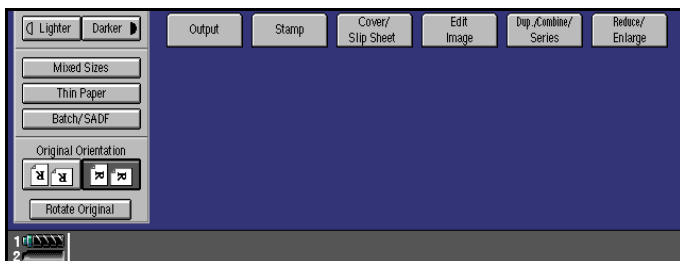 Lighter Darker
Output
Stamp
Cover/
Slip Sheet
Edit
Image
Dup./Combine/
Series
Reduce/
Enlarge
Mixed Sizes
Thin Paper
Batch/SADF
Original Orientation
R R R R
Rotate Original
1
2